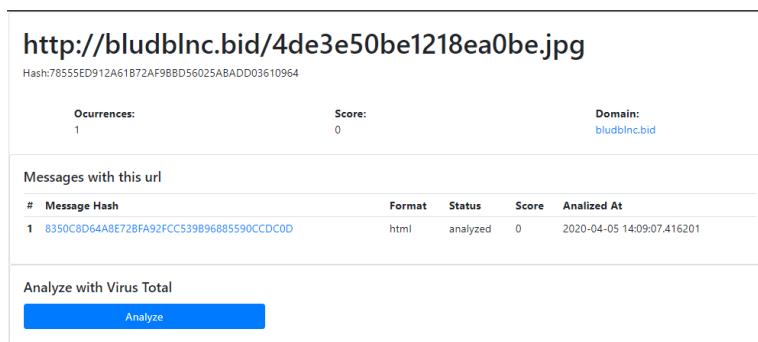 http://bludblnc.bid/4de3e50be1218ea0be.jpg
Hash:78555ED912A61B72AF9BBD56025ABADD03610964
Ocurrences: Score: Domain:
1 0 bludblnc.bid
Messages with this url
# Message Hash Format Status Score Analized At
1 8350C8D64A8E72BFA92FCC539B96885590CCDC0D html analyzed 0 2020-04-05 14:09:07.416201
Analyze with Virus Total
Analyze